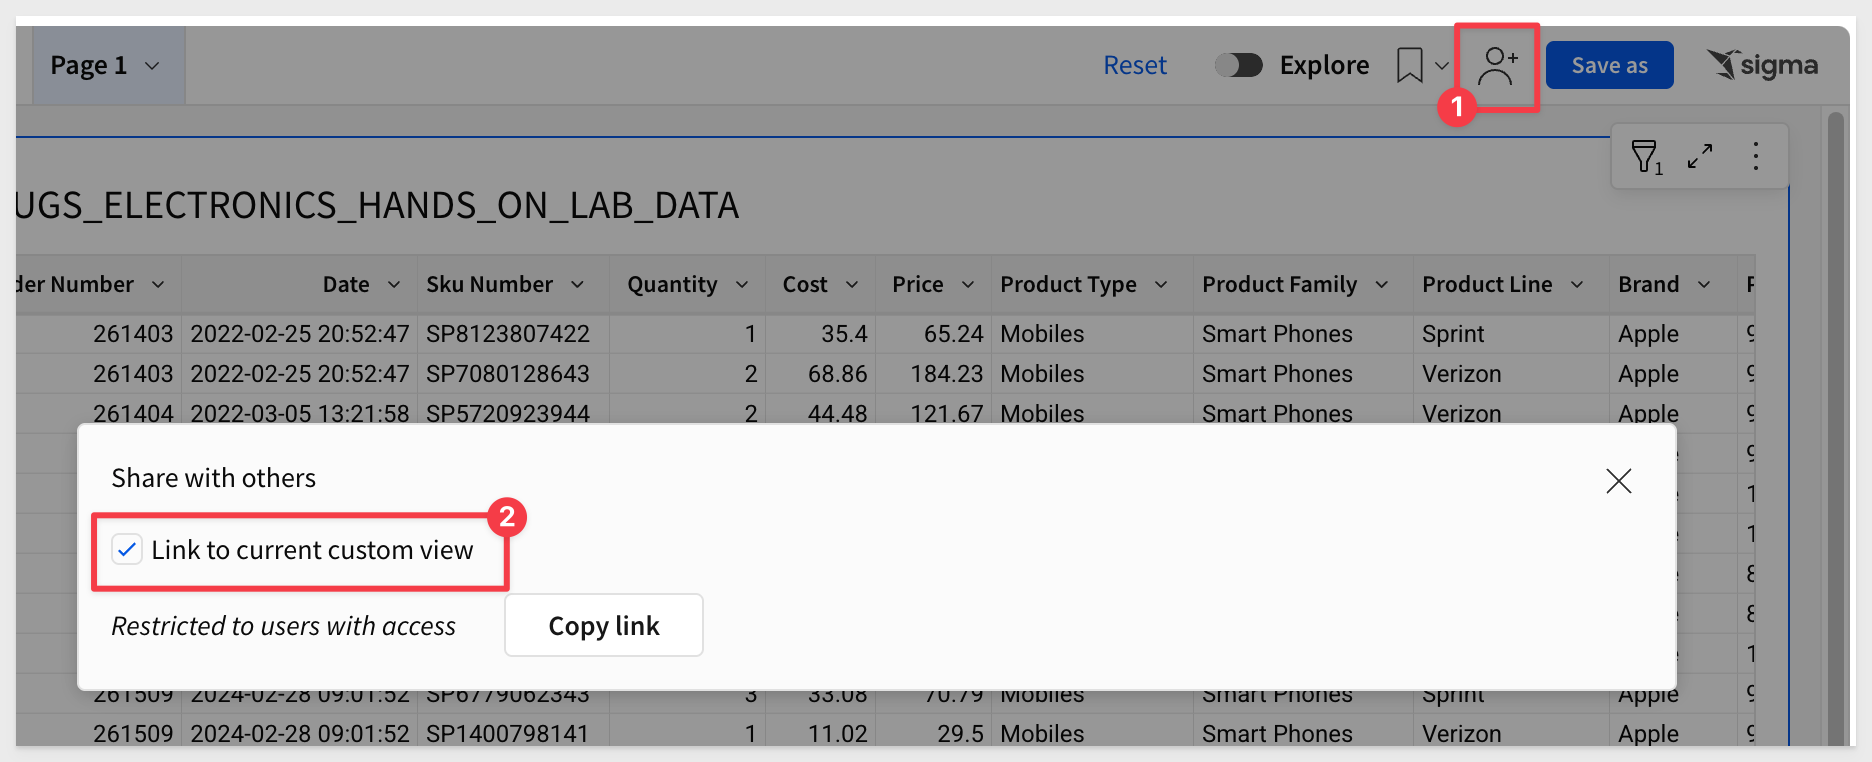 Page 1 Reset Explore Save as sigma
1
1
UGS_ELECTRONICS_HANDS_ON_LAB_DATA
der Number Date Sku Number Quantity Cost Price Product Type Product Family Product Line Brand
261403 2022-02-25 20:52:47 SP8123807422 1 35.4 65.24 Mobiles Smart Phones Sprint Apple 9
261403 2022-02-25 20:52:47 SP7080128643 2 68.86 184.23 Mobiles Smart Phones Verizon Apple 9
261404 2022-03-05 13:21:58 SP5720923944 2 44.48 121.67 Mobiles Smart Phones Verizon Apple 9
9
Share with others
1
2
Link to current custom view
1
8
Restricted to users with access Copy link
8
1
261509 2024-02-28 09:01:52 SP6779062343 3 33.08 70.79 Mobiles Smart Phones Sprint Apple 9
261509 2024-02-28 09:01:52 SP1400798141 1 11.02 29.5 Mobiles Smart Phones Verizon Apple 9